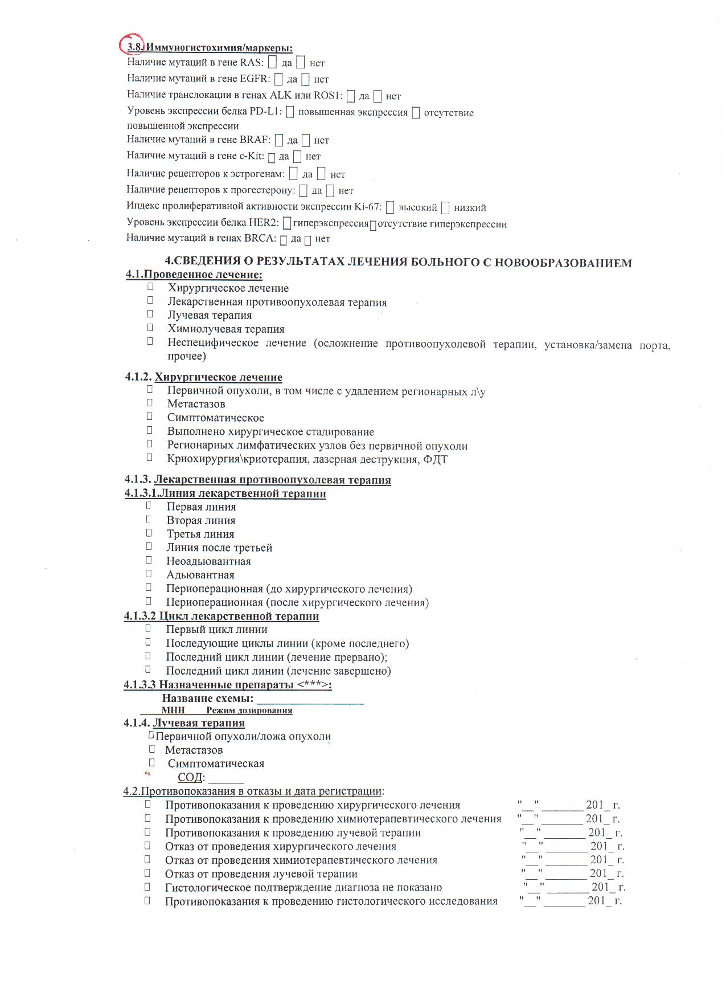 3.8. Иммуногистохимия/маркеры:
Наличие мутаций в гене RAS: да нет
Наличие мутаций в гене EGFR: да нет
Наличие транслокации в генах ALK или ROS1: да нет
Уровень экспрессии белка PD-L1: повышенная экспрессия отсутствие
повышенной экспрессии
Наличие мутаций в гене BRAF: да нет
Наличие мутаций в гене c-Kit: да нет
Наличие рецепторов к эстрогенам: да нет
Наличие рецепторов к прогестерону: да нет
Индекс пролиферативной активности экспрессии Ki-67: высокий низкий
Уровень экспрессии белка HER2: гиперэкспрессия отсутствие гиперэкспрессии
Наличие мутаций в генах BRCA: да нет
4.СВЕДЕНИЯ О РЕЗУЛЬТАТАХ ЛЕЧЕНИЯ БОЛЬНОГО С НОВООБРАЗОВАНИЕМ
4.1.Проведенное лечение:
Хирургическое лечение
Лекарственная противоопухолевая терапия
Лучевая терапия
Химиолучевая терапия
Неспецифическое лечение (осложнение противоопухолевой терапии, установка/замена порта,
прочее)
4.1.2. Хирургическое лечение
Первичной опухоли, в том числе с удалением регионарных л\у
Метастазов
Симптоматическое
Выполнено хирургическое стадирование
Регионарных лимфатических узлов без первичной опухоли
Криохирургия\криотерапия, лазерная деструкция, ФДТ
4.1.3. Лекарственная противоопухолевая терапия
4.1.3.1.Линия лекарственной терапии
Первая линия
Вторая линия
Третья линия
Линия после третьей
Неоадьювантная
Адьювантная
Периоперационная (до хирургического лечения)
Периоперационная (после хирургического лечения)
4.1.3.2 Цикл лекарственной терапии
Первый цикл линии
Последующие циклы линии (кроме последнего)
Последний цикл линии (лечение прервано);
Последний цикл линии (лечение завершено)
4.1.3.3 Назначенные препараты <***>:
Название схемы: ___________________
МНН Режим дозирования
4.1.4. Лучевая терапия
Первичной опухоли/ложа опухоли
Метастазов
Симптоматическая
СОД: ______
4.2.Противопоказания в отказы и дата регистрации:
Противопоказания к проведению хирургического лечения "__" _______ 201_ г.
Противопоказания к проведению химиотерапевтического лечения "__" _______ 201_ г.
Противопоказания к проведению лучевой терапии "__" _______ 201_ г.
Отказ от проведения хирургического лечения "__" _______ 201_ г.
Отказ от проведения химиотерапевтического лечения "__" _______ 201_ г.
Отказ от проведения лучевой терапии "__" _______ 201_ г.
Гистологическое подтверждение диагноза не показано "__" _______ 201_ г.
Противопоказания к проведению гистологического исследования "__" _______ 201_ г.